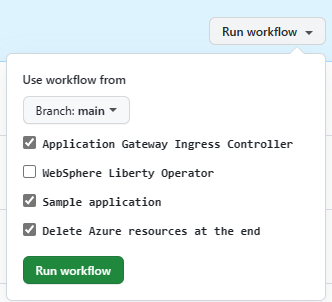 Run workflow
Use workflow from
Branch: main
Application Gateway Ingress Controller
WebSphere Liberty Operator
Sample application
Delete Azure resources at the end
Run workflow